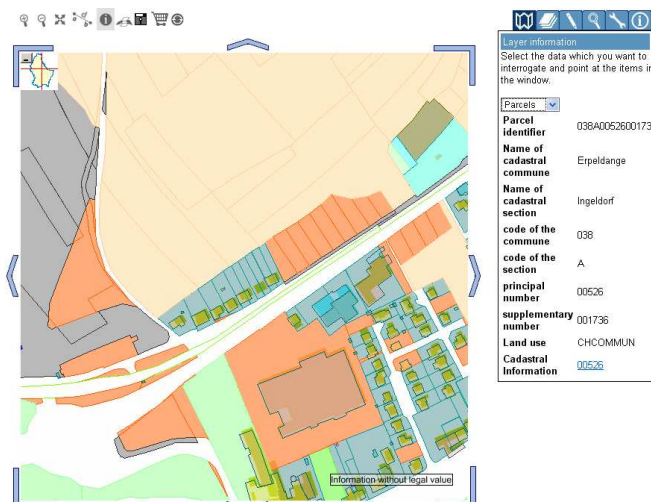 Layer information
Select the data which you want to
interrogate and point at the items in
the window.
Parcels
Parcel
identifier
038A0052600173
Name of
cadastral
commune
Erpeldange
Name of
cadastral
section
Ingeldorf
code of the
commune
038
code of the
section
A
principal
number
00526
supplementary
number
001736
Land use
CHCOMMUN
Cadastral
Information
00526
Information without legal value